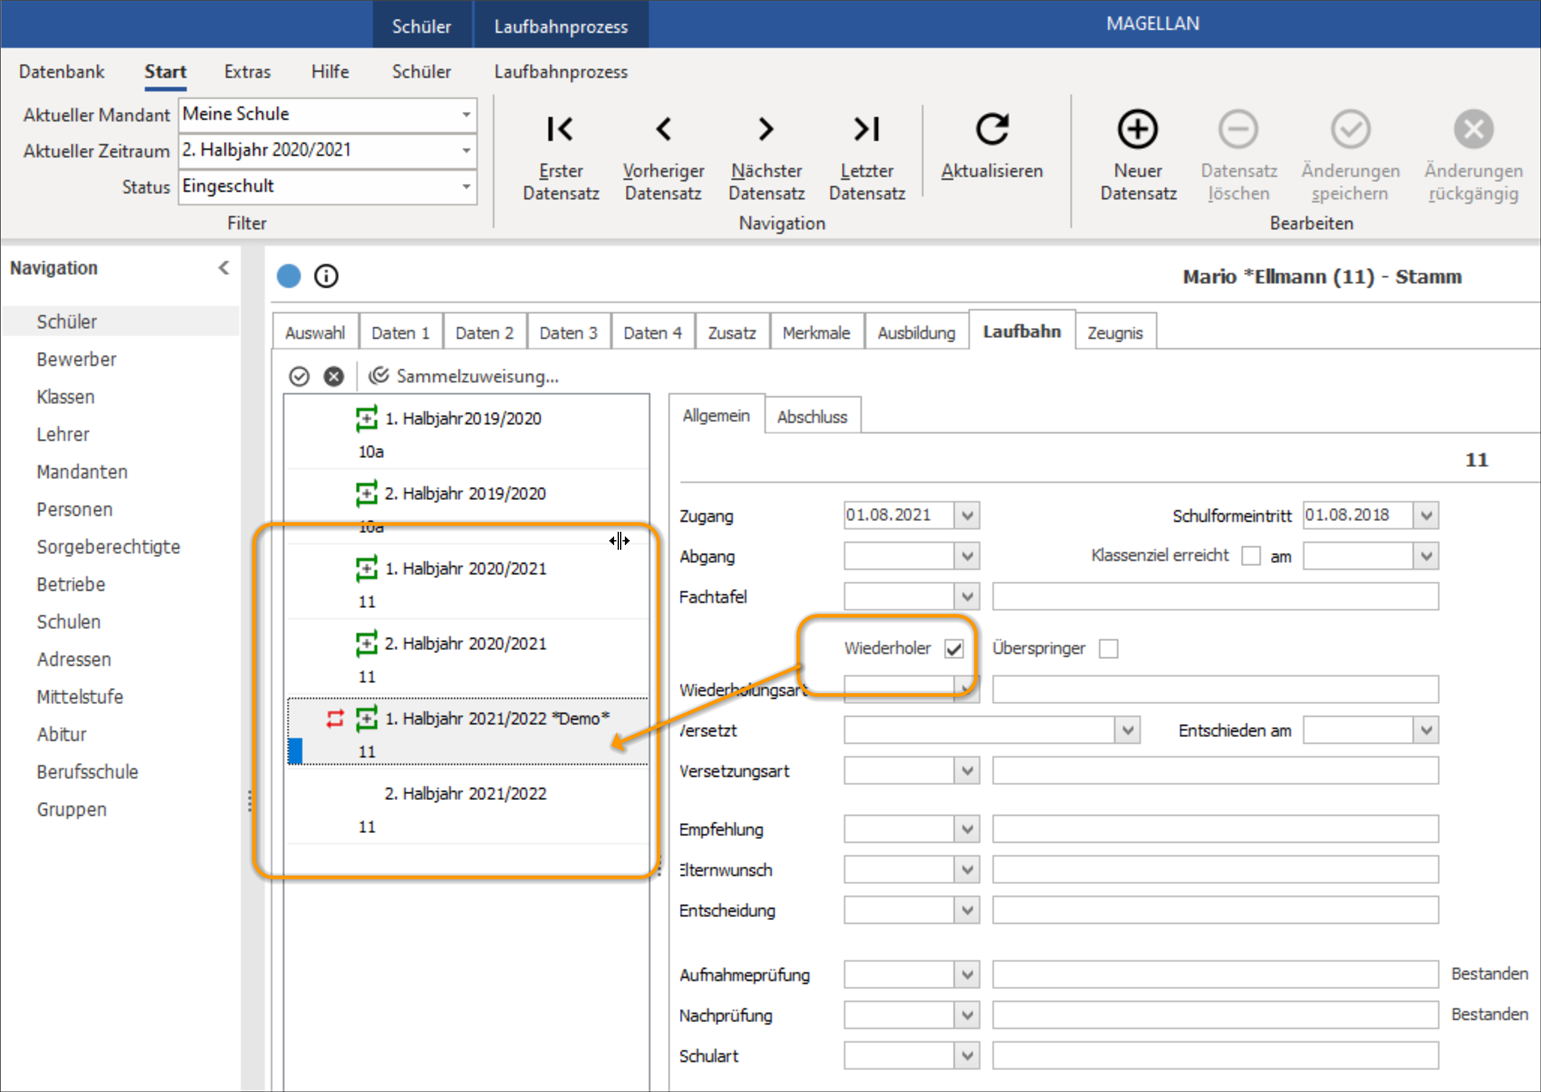 Schüler Laufbahnprozess MAGELLAN
Datenbank Start Extras Hilfe Schüler Laufbahnprozess
Aktueller Mandant Meine Schule
Aktueller Zeitraum 2. Halbjahr 2020/2021
Status Eingeschult
Filter
Erster Datensatz
Vorheriger Datensatz
Nächster Datensatz
Letzter Datensatz
Aktualisieren
Navigation
Neuer Datensatz
Datensatz löschen
Änderungen speichern
Änderungen rückgängig
Bearbeiten
Navigation
Schüler
Bewerber
Klassen
Lehrer
Mandanten
Personen
Sorgeberechtigte
Betriebe
Schulen
Adressen
Mittelstufe
Abitur
Berufsschule
Gruppen
Mario *Ellmann (11) - Stamm
Auswahl Daten 1 Daten 2 Daten 3 Daten 4 Zusatz Merkmale Ausbildung Laufbahn Zeugnis
Sammelzuweisung...
1. Halbjahr2019/2020
10a
2. Halbjahr 2019/2020
10a
1. Halbjahr 2020/2021
11
2. Halbjahr 2020/2021
11
1. Halbjahr 2021/2022 *Demo*
11
2. Halbjahr 2021/2022
11
Allgemein Abschluss
11
Zugang 01.08.2021 Schulformeintritt 01.08.2018
Abgang Klassenziel erreicht am
Fachtafel
Wiederholer Überspringer
Wiederholungsart
Versetzt Entschieden am
Versetzungsart
Empfehlung
Elternwunsch
Entscheidung
Aufnahmeprüfung Bestanden
Nachprüfung Bestanden
Schulart